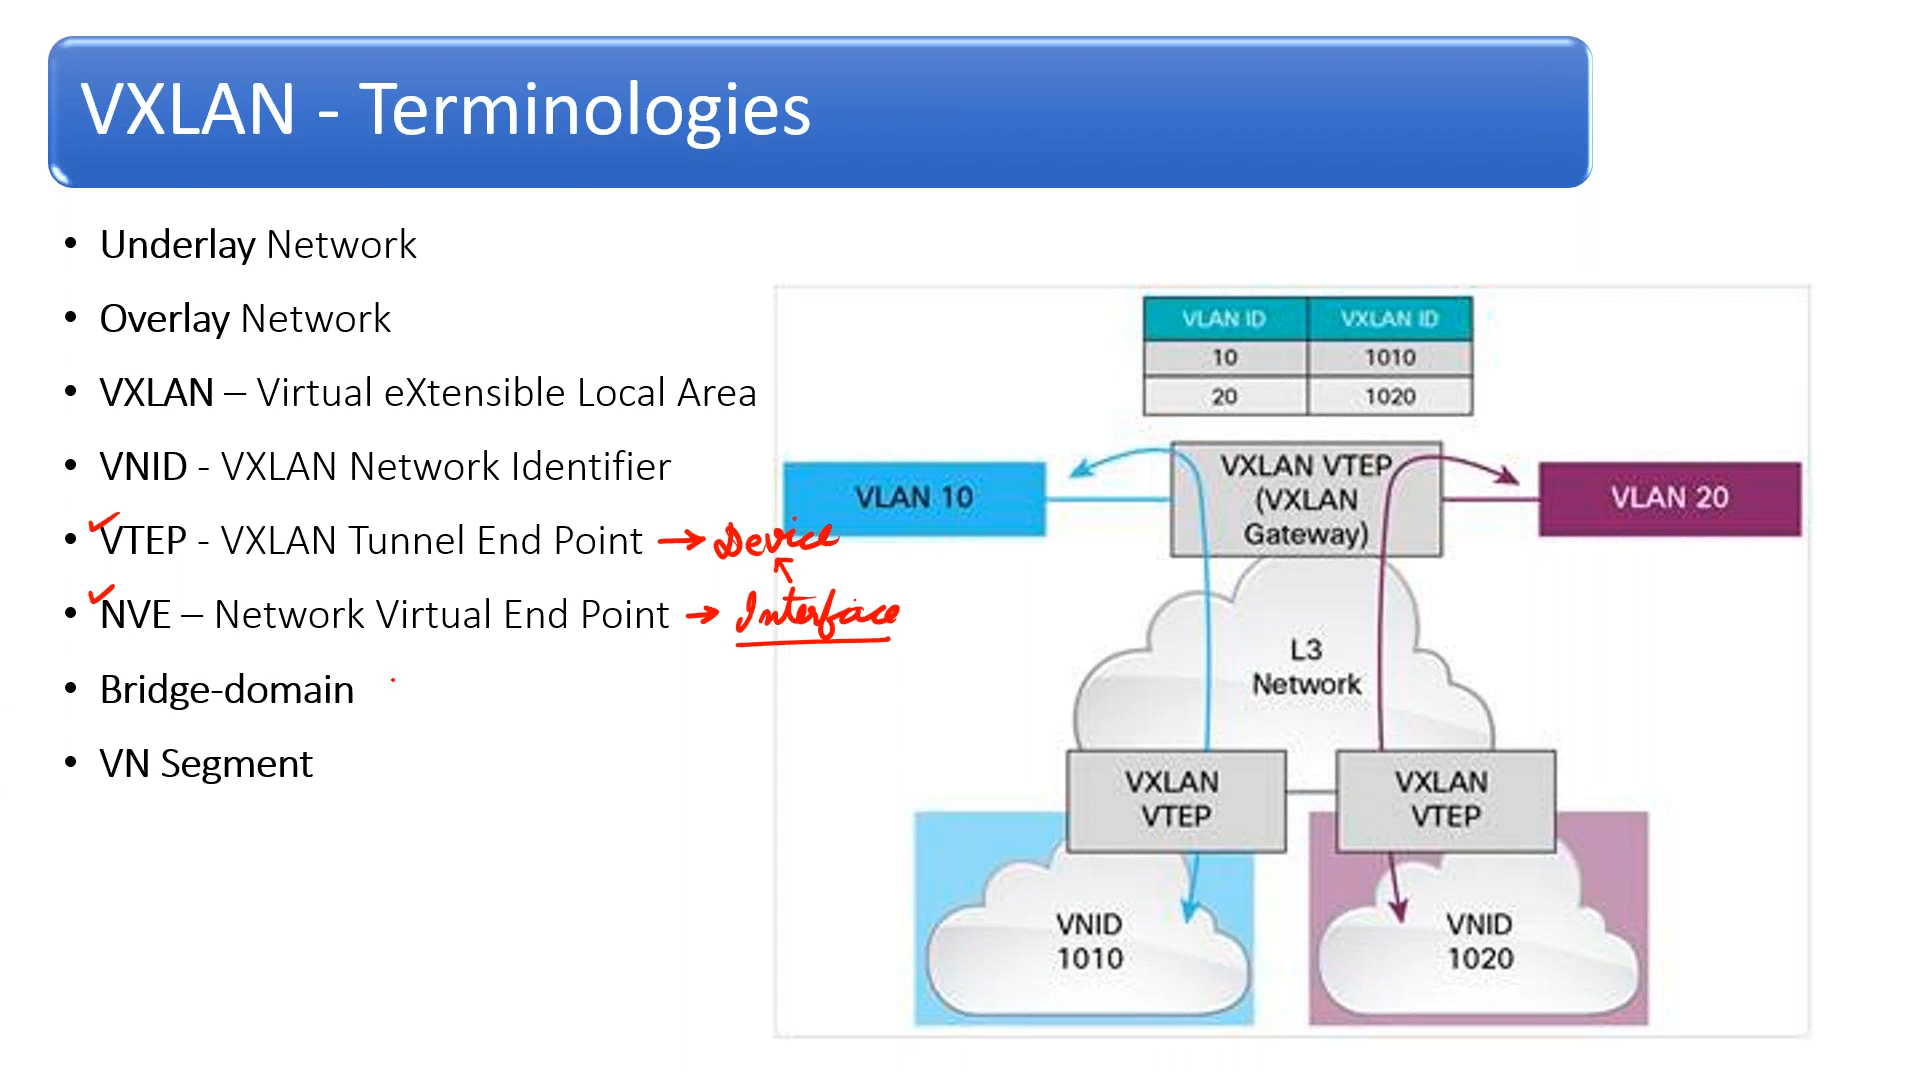 VXLAN - Terminologies
• Underlay Network
• Overlay Network
• VXLAN – Virtual eXtensible Local Area
• VNID - VXLAN Network Identifier
• VTEP - VXLAN Tunnel End Point → Device
• NVE – Network Virtual End Point → Interface
• Bridge-domain
• VN Segment
VLAN ID VXLAN ID
10 1010
20 1020
VLAN 10
VXLAN VTEP
(VXLAN
Gateway)
VLAN 20
L3
Network
VXLAN
VTEP
VXLAN
VTEP
VNID
1010
VNID
1020